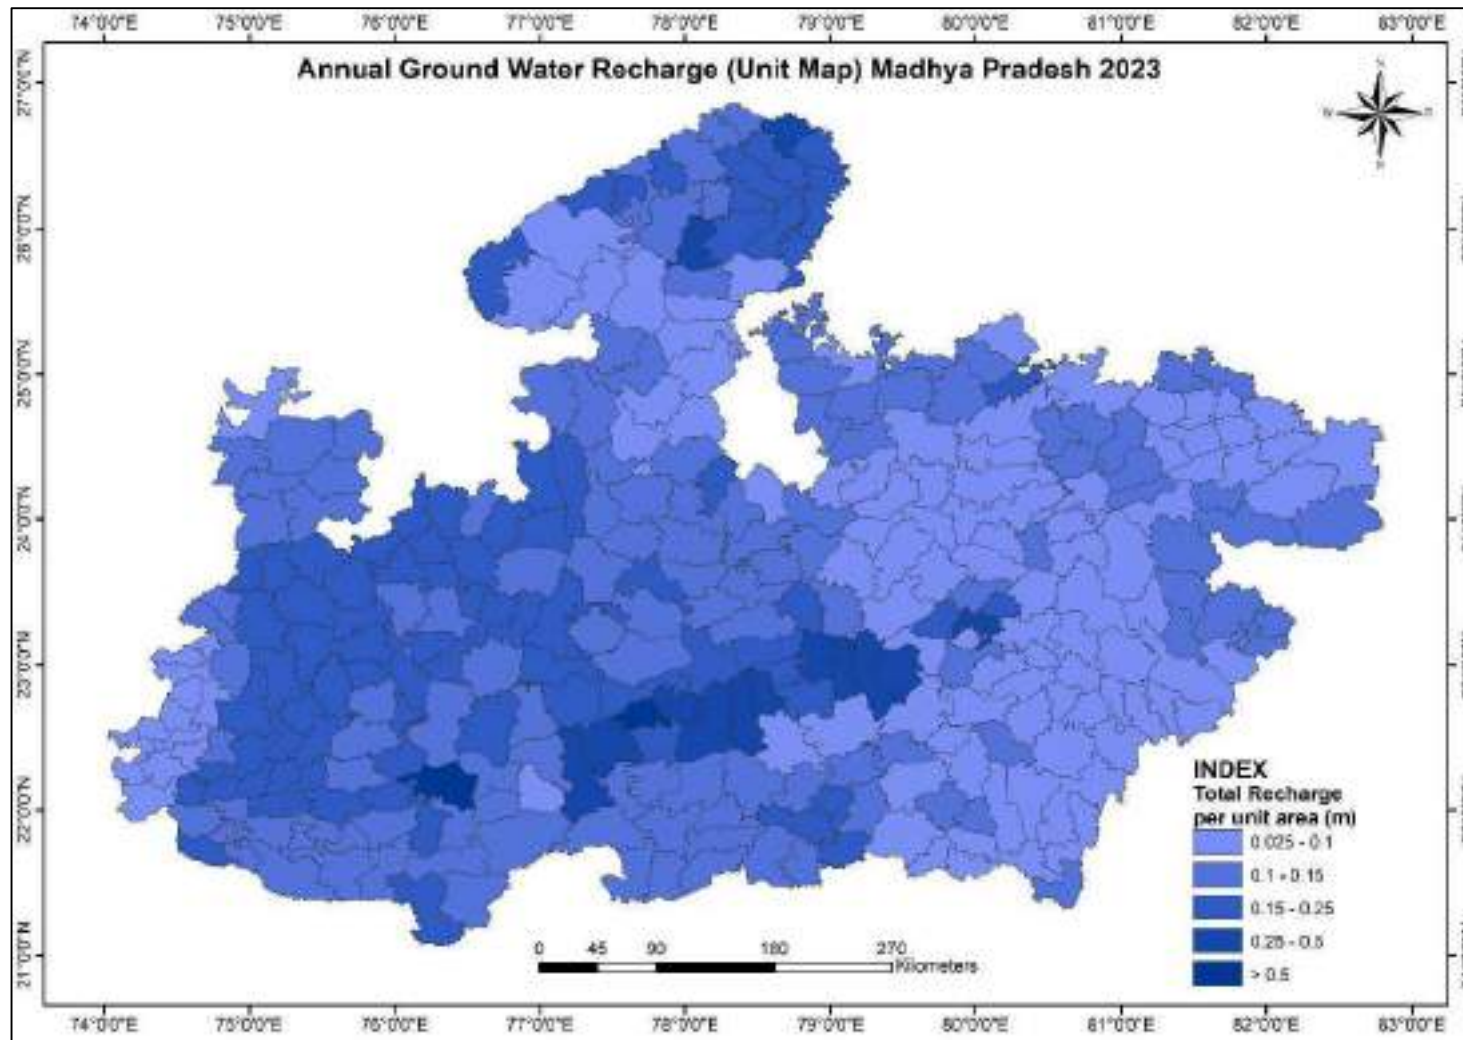 74°0'0"E 75°0'0"E 76°0'0"E 77°0'0"E 78°0'0"E 79°0'0"E 80°0'0"E 81°0'0"E 82°0'0"E 83°0'0"E
Annual Ground Water Recharge (Unit Map) Madhya Pradesh 2023
27°0'0"N
26°0'0"N
25°0'0"N
24°0'0"N
23°0'0"N
22°0'0"N
21°0'0"N
INDEX
Total Recharge
per unit area (m)
0.025 - 0.1
0.1 - 0.15
0.15 - 0.25
0.25 - 0.5
> 0.5
0 45 90 180 270
Kilometers
74°0'0"E 75°0'0"E 76°0'0"E 77°0'0"E 78°0'0"E 79°0'0"E 80°0'0"E 81°0'0"E 82°0'0"E 83°0'0"E